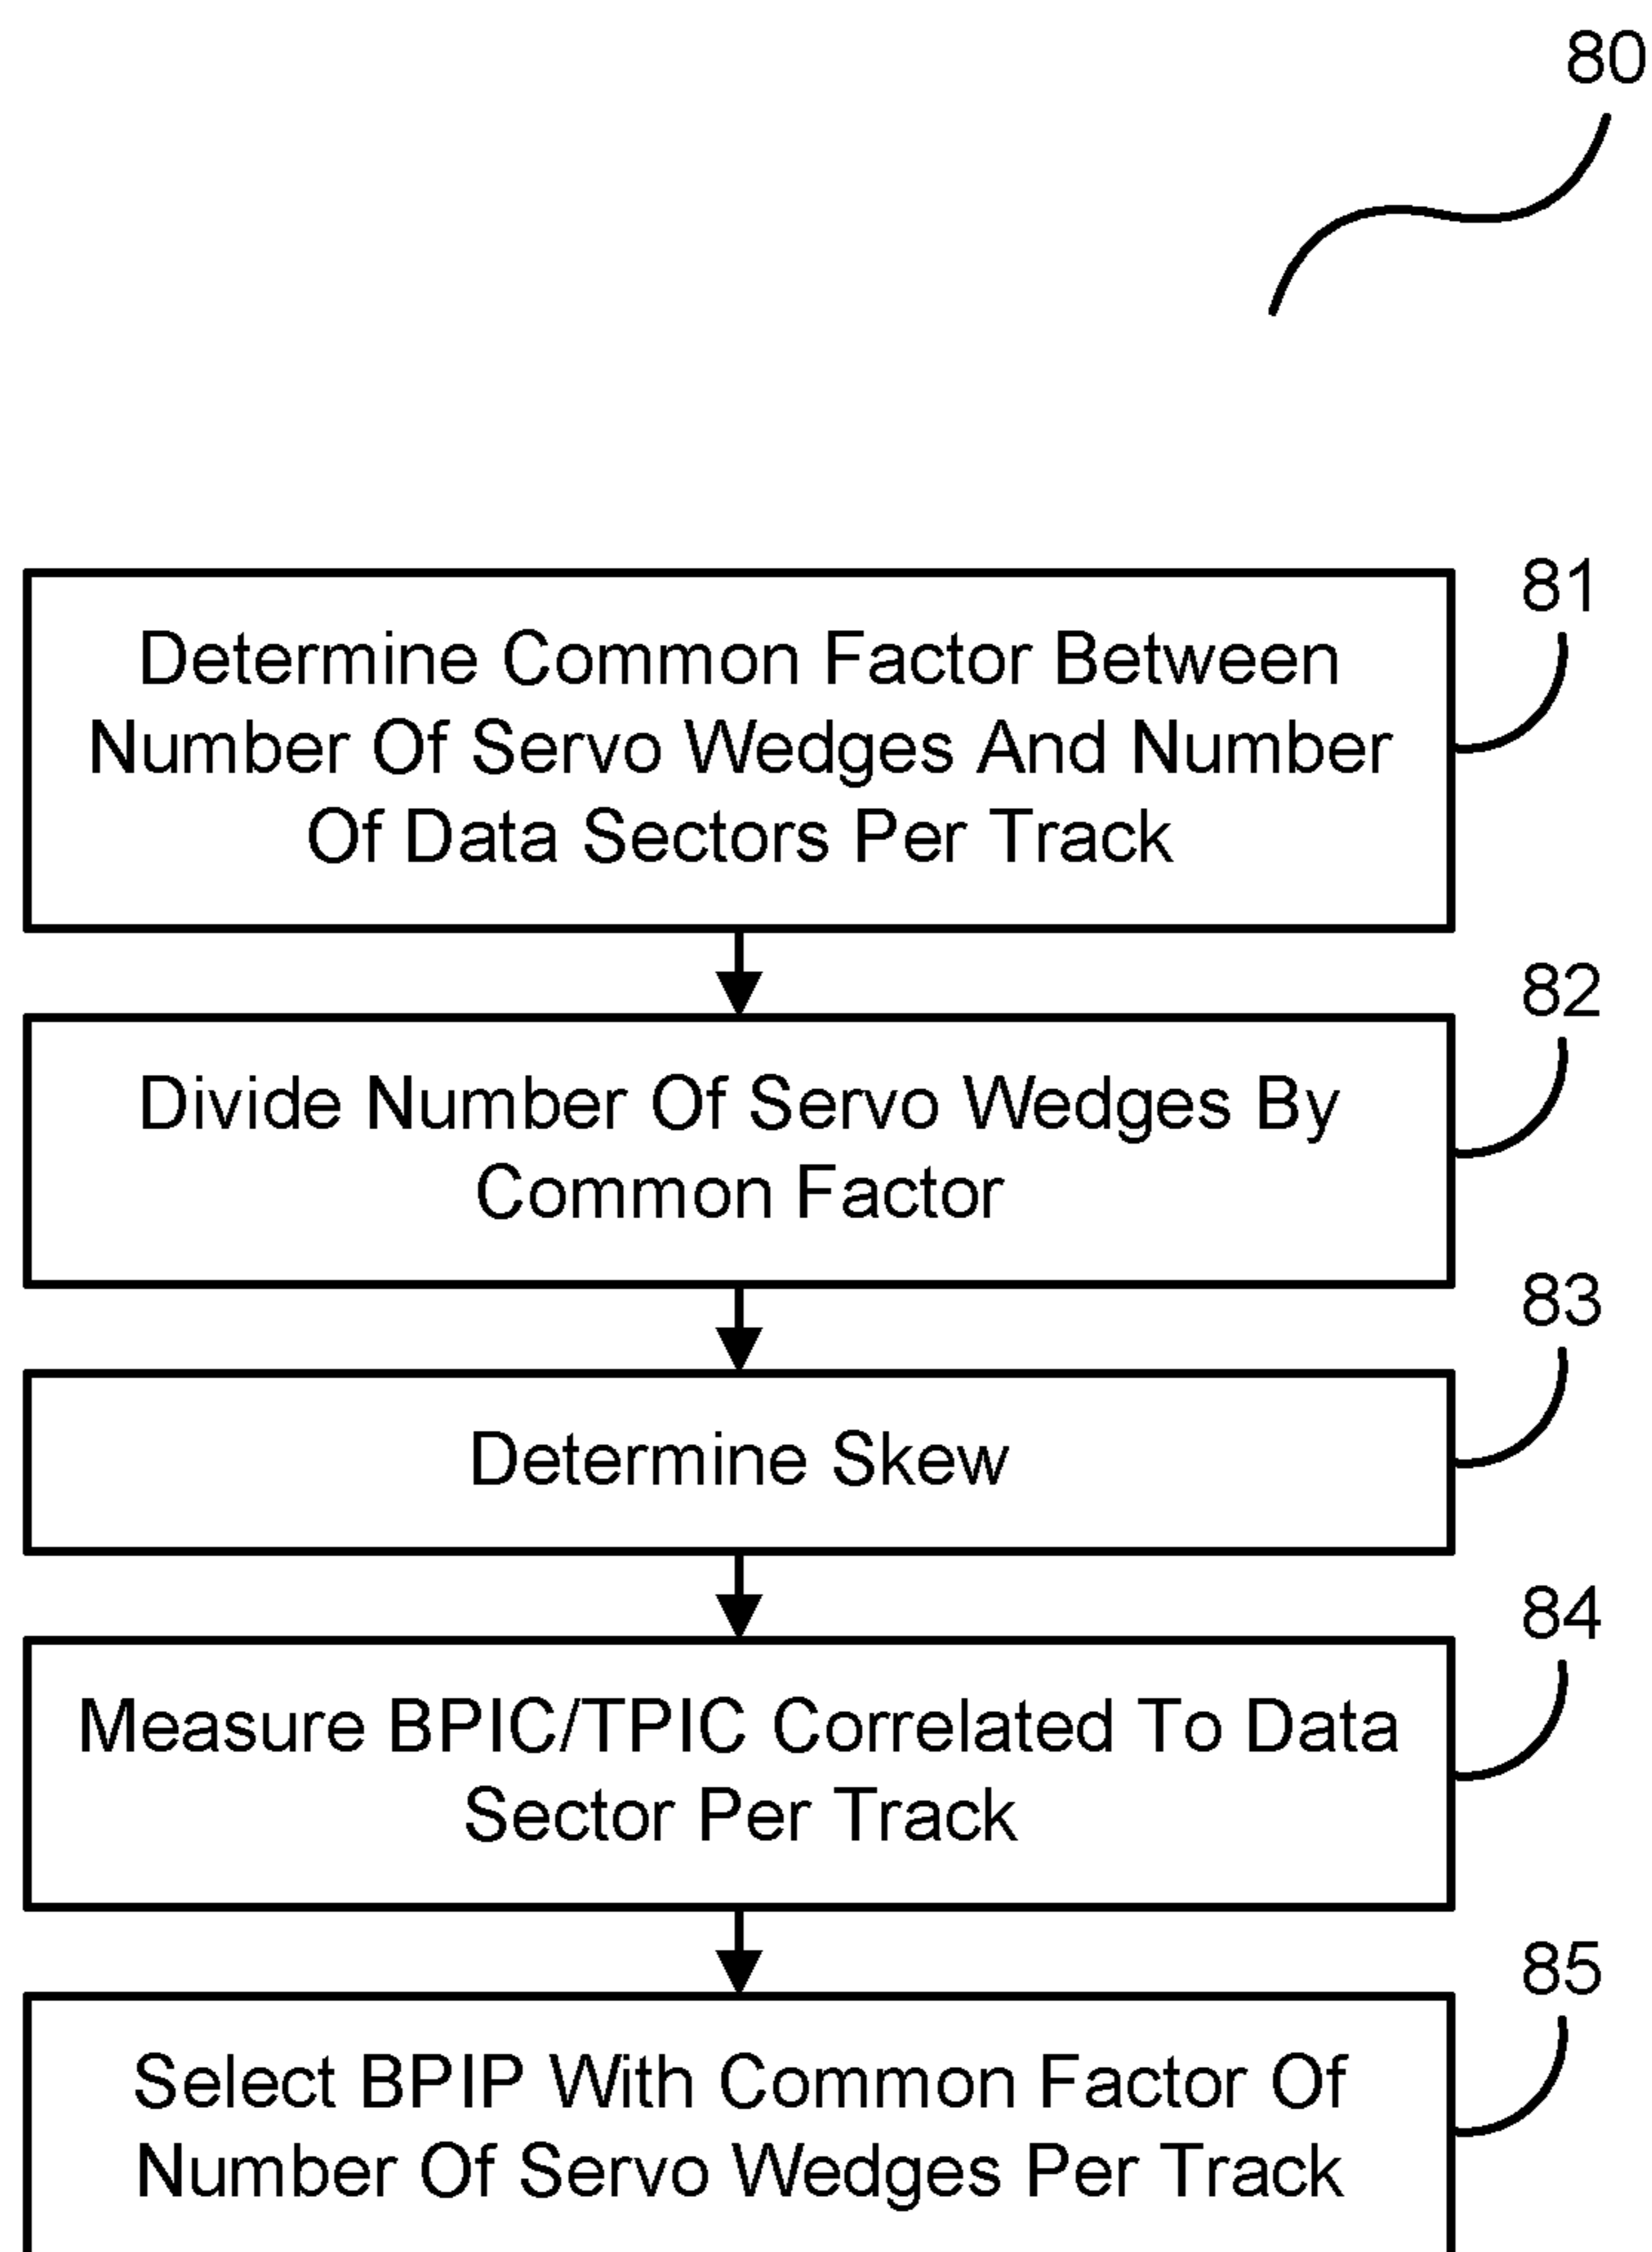 80
81
Determine Common Factor Between
Number Of Servo Wedges And Number
Of Data Sectors Per Track
82
Divide Number Of Servo Wedges By
Common Factor
83
Determine Skew
84
Measure BPIC/TPIC Correlated To Data
Sector Per Track
85
Select BPIP With Common Factor Of
Number Of Servo Wedges Per Track